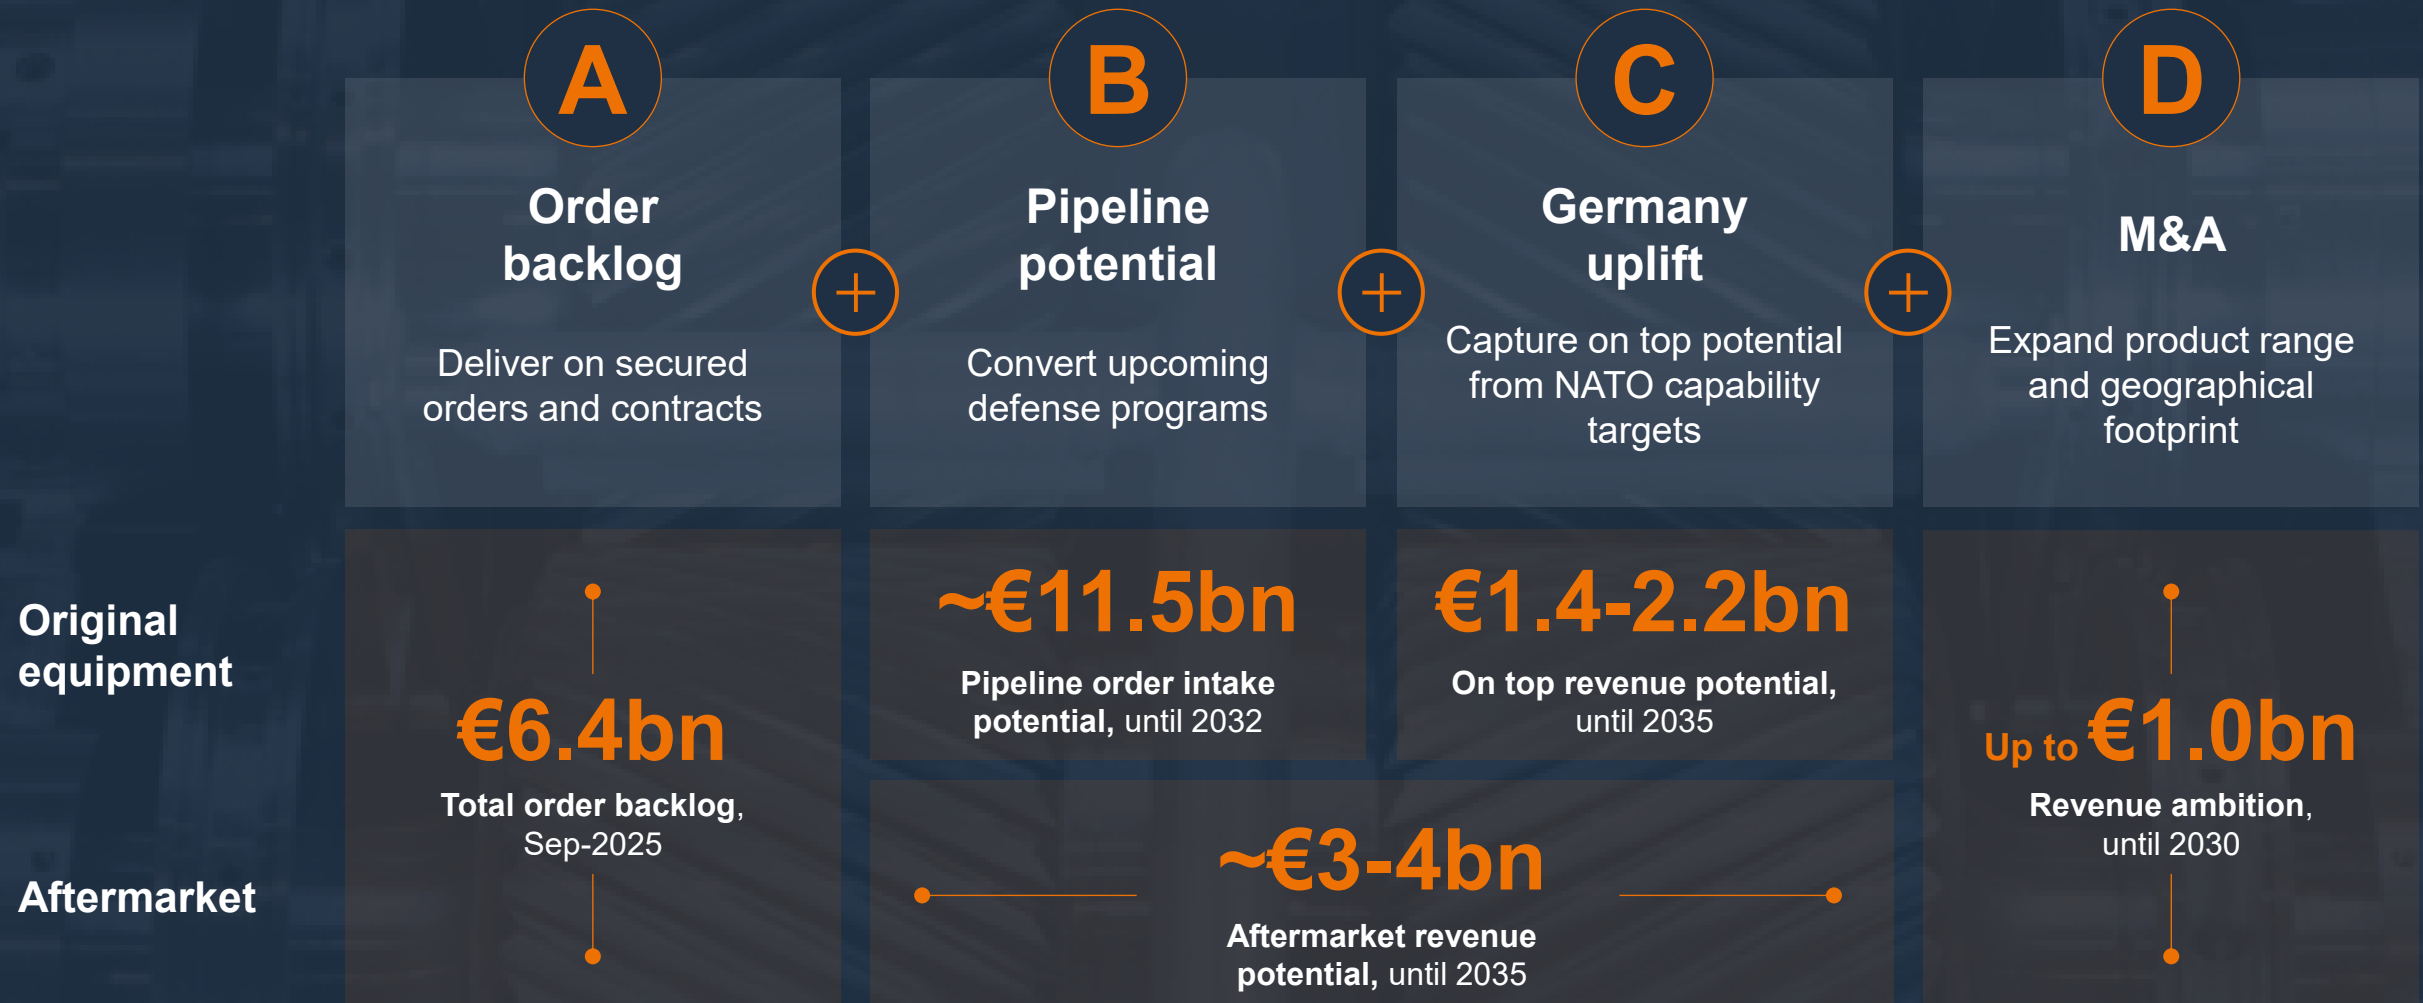 A
Order
backlog
Deliver on secured
orders and contracts
+
B
Pipeline
potential
Convert upcoming
defense programs
+
C
Germany
uplift
Capture on top potential
from NATO capability
targets
+
D
M&A
Expand product range
and geographical
footprint
Original
equipment
Aftermarket
€6.4bn
Total order backlog,
Sep-2025
~€11.5bn
Pipeline order intake
potential, until 2032
€1.4-2.2bn
On top revenue potential,
until 2035
~€3-4bn
Aftermarket revenue
potential, until 2035
Up to €1.0bn
Revenue ambition,
until 2030